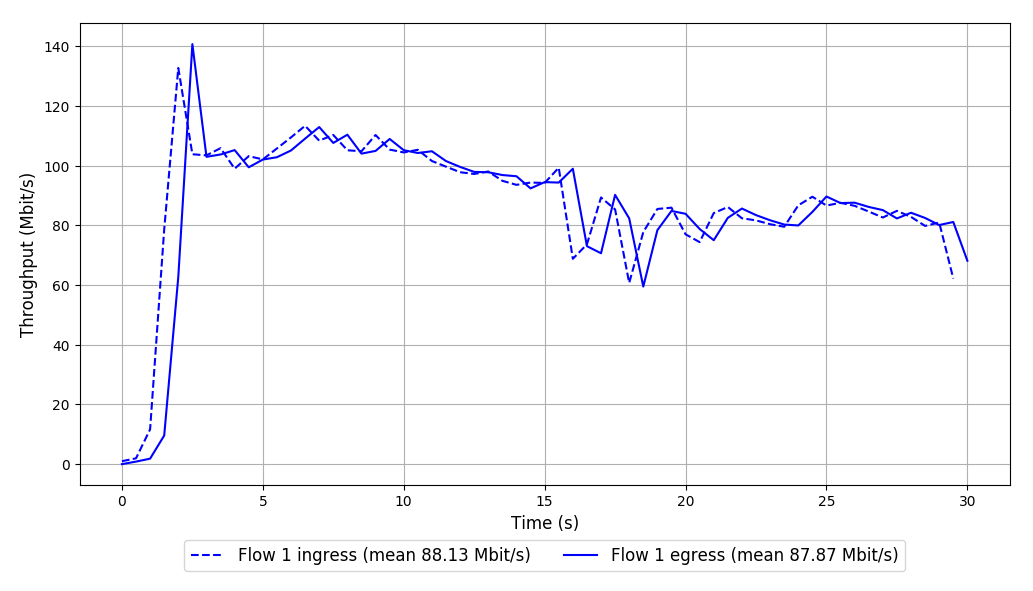 140
120
100
80
60
40
20
0
Throughput (Mbit/s)
0 5 10 15 20 25 30
Time (s)
Flow 1 ingress (mean 88.13 Mbit/s) Flow 1 egress (mean 87.87 Mbit/s)